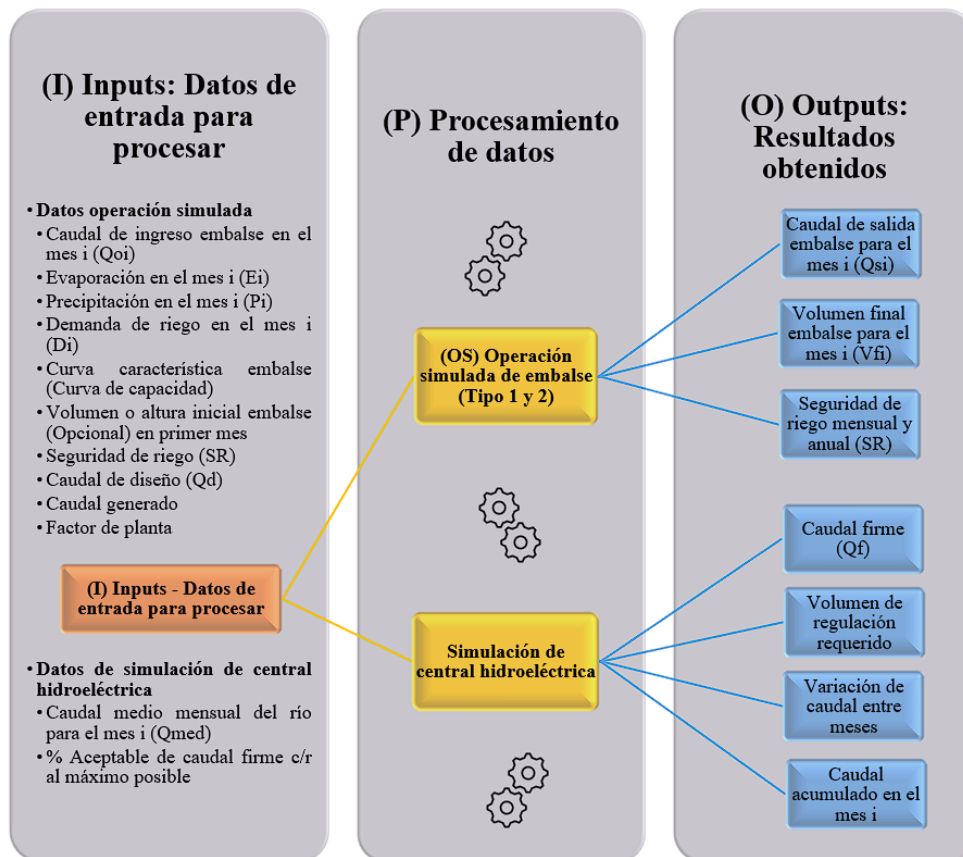 (I) Inputs: Datos de
entrada para
procesar
• Datos operación simulada
• Caudal de ingreso embalse en el
mes i (Qoi)
• Evaporación en el mes i (Ei)
• Precipitación en el mes i (Pi)
• Demanda de riego en el mes i
(Di)
• Curva característica embalse
(Curva de capacidad)
• Volumen o altura inicial embalse
(Opcional) en primer mes
• Seguridad de riego (SR)
• Caudal de diseño (Qd)
• Caudal generado
• Factor de planta
(I) Inputs - Datos de
entrada para procesar
• Datos de simulación de central
hidroeléctrica
• Caudal medio mensual del río
para el mes i (Qmed)
• % Aceptable de caudal firme c/r
al máximo posible
(P) Procesamiento
de datos
(OS) Operación
simulada de embalse
(Tipo 1 y 2)
Simulación de
central hidroeléctrica
(O) Outputs:
Resultados
obtenidos
Caudal de salida
embalse para el
mes i (Qsi)
Volumen final
embalse para el
mes i (Vfi)
Seguridad de
riego mensual y
anual (SR)
Caudal firme
(Qf)
Volumen de
regulación
requerido
Variación de
caudal entre
meses
Caudal
acumulado en el
mes i